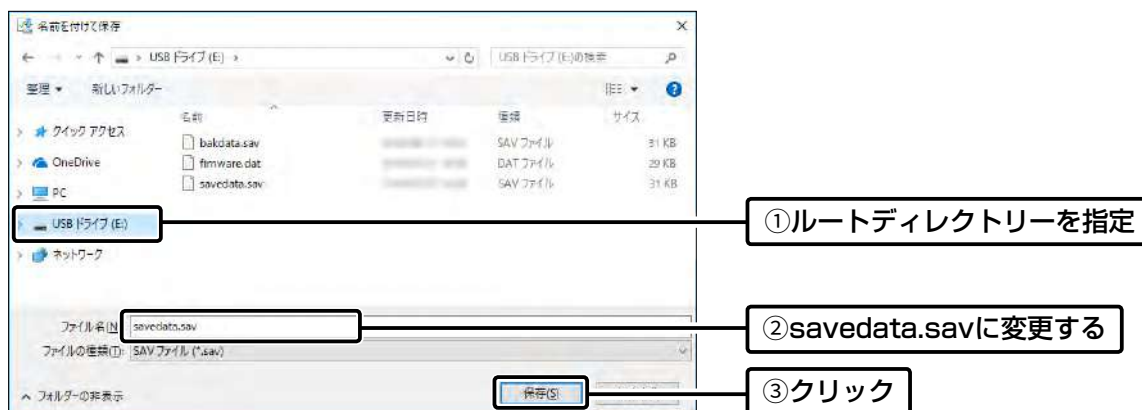 名前を付けて保存
USB ドライブ (E:)
USB ドライブ (E:)の検索
整理
新しいフォルダー
名前
更新日時
種類
サイズ
クイック アクセス
bakdata.sav
SAV ファイル
31 KB
OneDrive
firmware.dat
DAT ファイル
29 KB
PC
savedata.sav
SAV ファイル
31 KB
USB ドライブ (E:)
①ルートディレクトリーを指定
ネットワーク
ファイル名(N
savedata.sav
②savedata.savに変更する
ファイルの種類(T):
SAV ファイル (*.sav)
フォルダーの非表示
保存(S)
③クリック